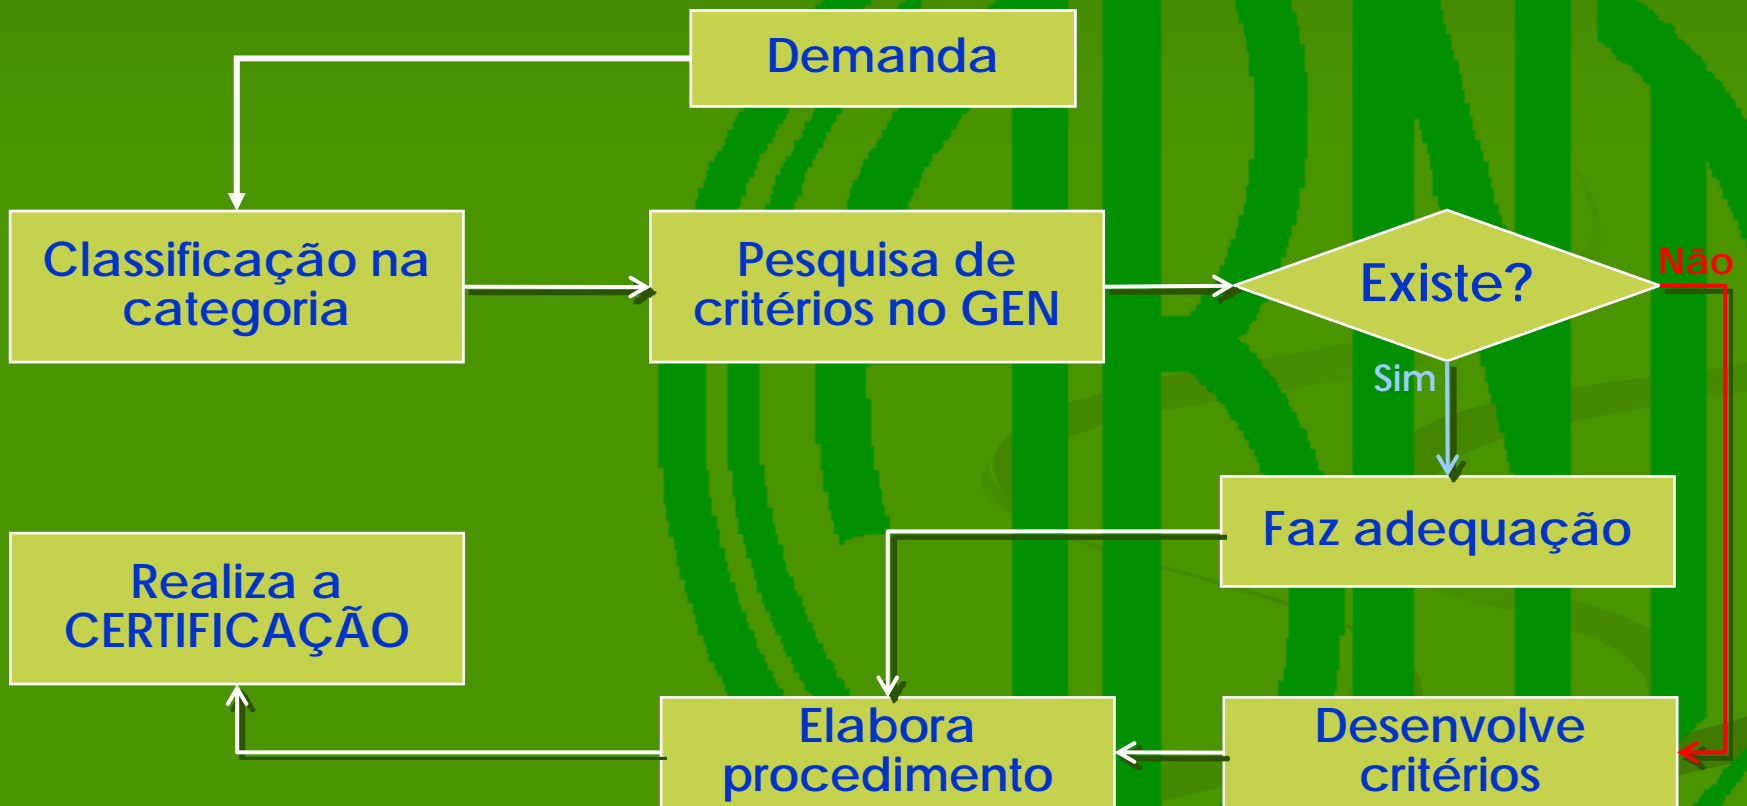 Demanda
Classificação na
categoria
Pesquisa de
critérios no GEN
Existe?
Não
Sim
Faz adequação
Realiza a
CERTIFICAÇÃO
Elabora
procedimento
Desenvolve
critérios